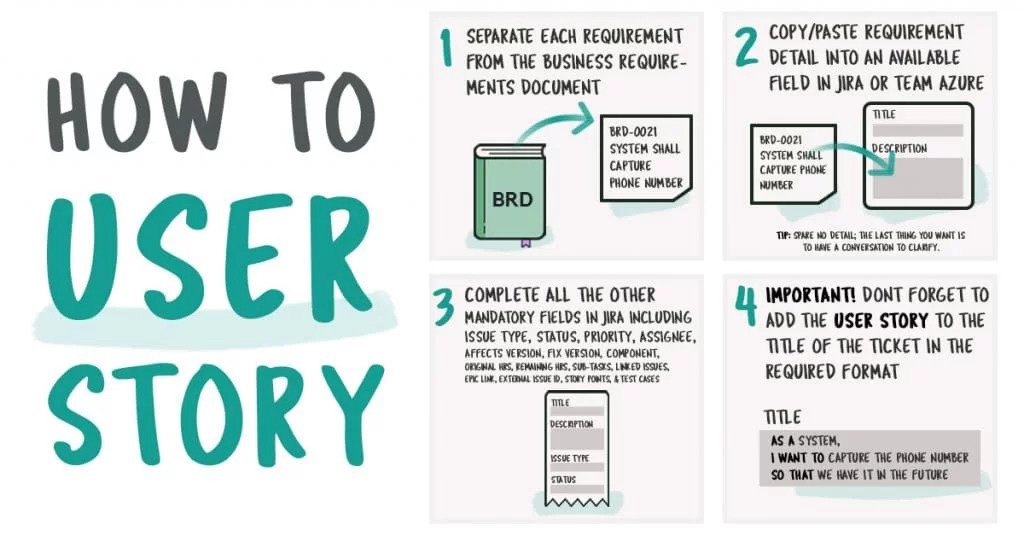 HOW TO
USER
STORY
1
SEPARATE EACH REQUIREMENT
FROM THE BUSINESS REQUIRE-
MENTS DOCUMENT
BRD
BRD-0021
SYSTEM SHALL
CAPTURE
PHONE NUMBER
2
COPY/PASTE REQUIREMENT
DETAIL INTO AN AVAILABLE
FIELD IN JIRA OR TEAM AZURE
BRD-0021
SYSTEM SHALL
CAPTURE PHONE
NUMBER
TITLE
DESCRIPTION
TIP: SPARE NO DETAIL; THE LAST THING YOU WANT IS
TO HAVE A CONVERSATION TO CLARIFY.
3
COMPLETE ALL THE OTHER
MANDATORY FIELDS IN JIRA INCLUDING
ISSUE TYPE, STATUS, PRIORITY, ASSIGNEE,
AFFECTS VERSION, FIX VERSION, COMPONENT,
ORIGINAL HRS, REMAINING HRS, SUB-TASKS, LINKED ISSUES,
EPIC LINK, EXTERNAL ISSUE ID, STORY POINTS, & TEST CASES
TITLE
DESCRIPTION
ISSUE TYPE
STATUS
4
IMPORTANT! DONT FORGET TO
ADD THE USER STORY TO THE
TITLE OF THE TICKET IN THE
REQUIRED FORMAT
TITLE
AS A SYSTEM,
I WANT TO CAPTURE THE PHONE NUMBER
SO THAT WE HAVE IT IN THE FUTURE